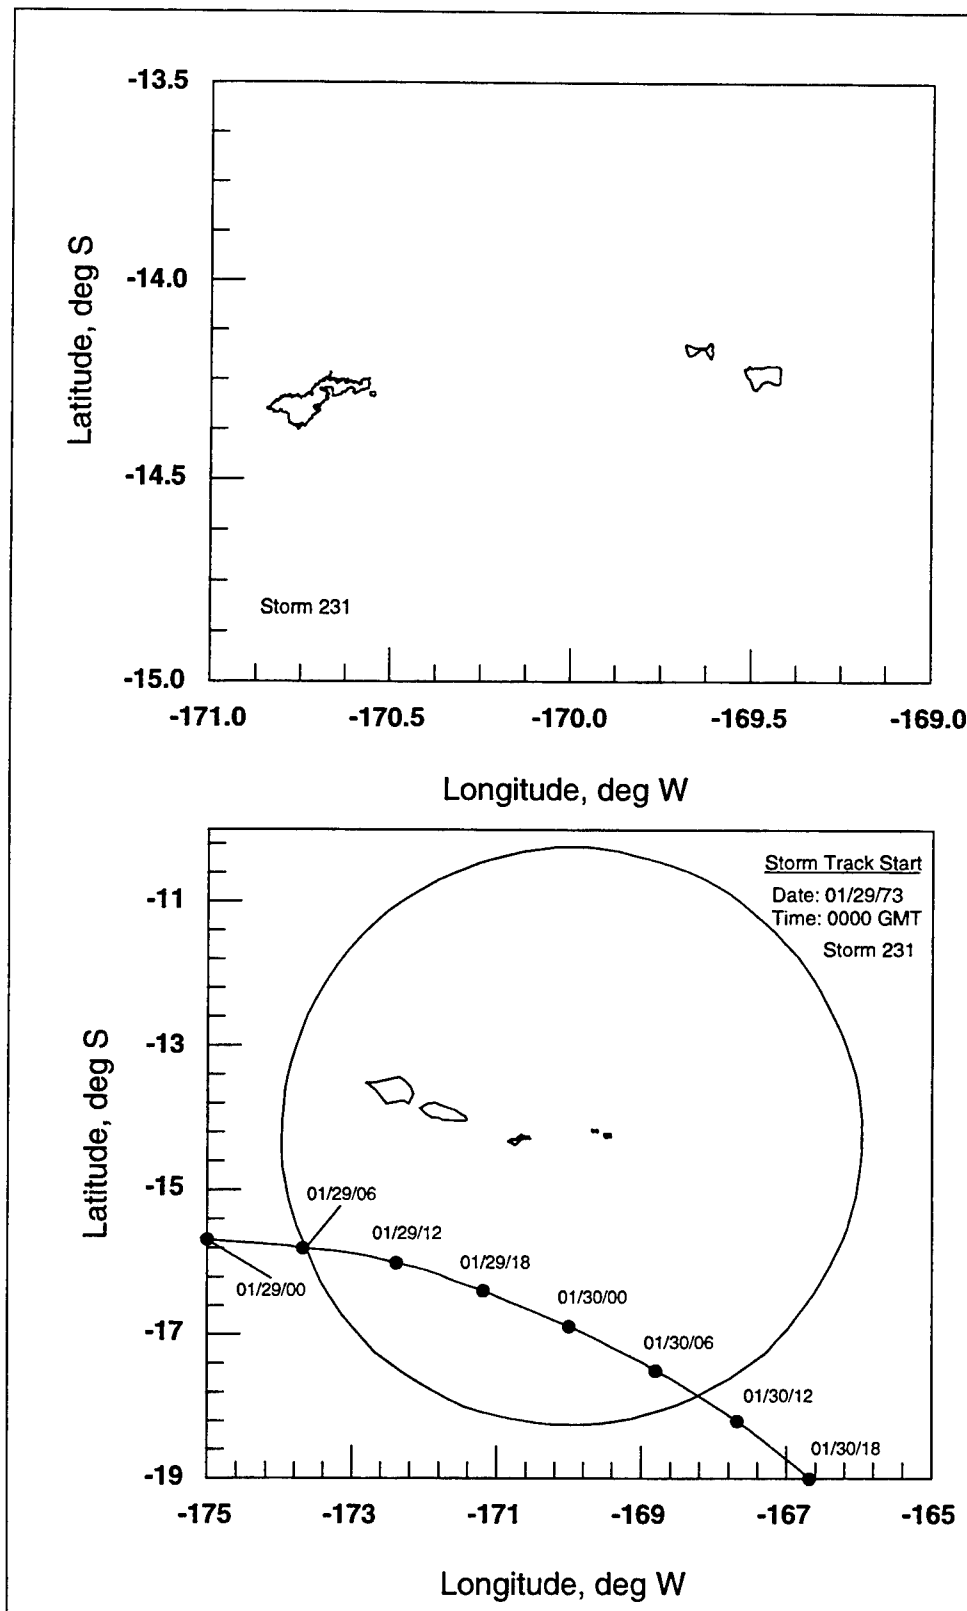 -13.5
-14.0
-14.5
-15.0
Latitude, deg S
Storm 231
-171.0 -170.5 -170.0 -169.5 -169.0
Longitude, deg W
Storm Track Start
Date: 01/29/73
Time: 0000 GMT
Storm 231
-11
-13
-15
-17
-19
Latitude, deg S
01/29/06
01/29/12
01/29/18
01/29/00
01/30/00
01/30/06
01/30/12
01/30/18
-175 -173 -171 -169 -167 -165
Longitude, deg W